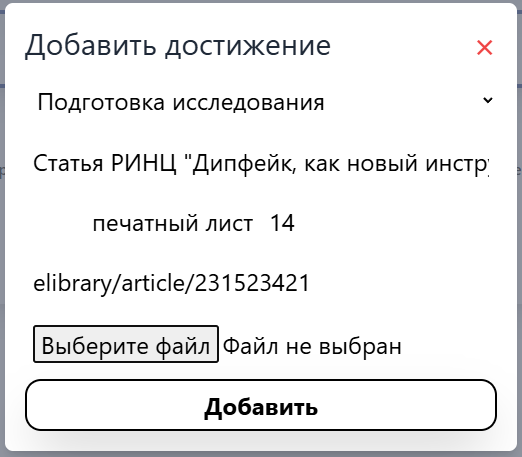 Добавить достижение
Подготовка исследования
Статья РИНЦ "Дипфейк, как новый
печатный лист 14
elibrary/article/231523421
Выберите файл Файл не выбран
Добавить